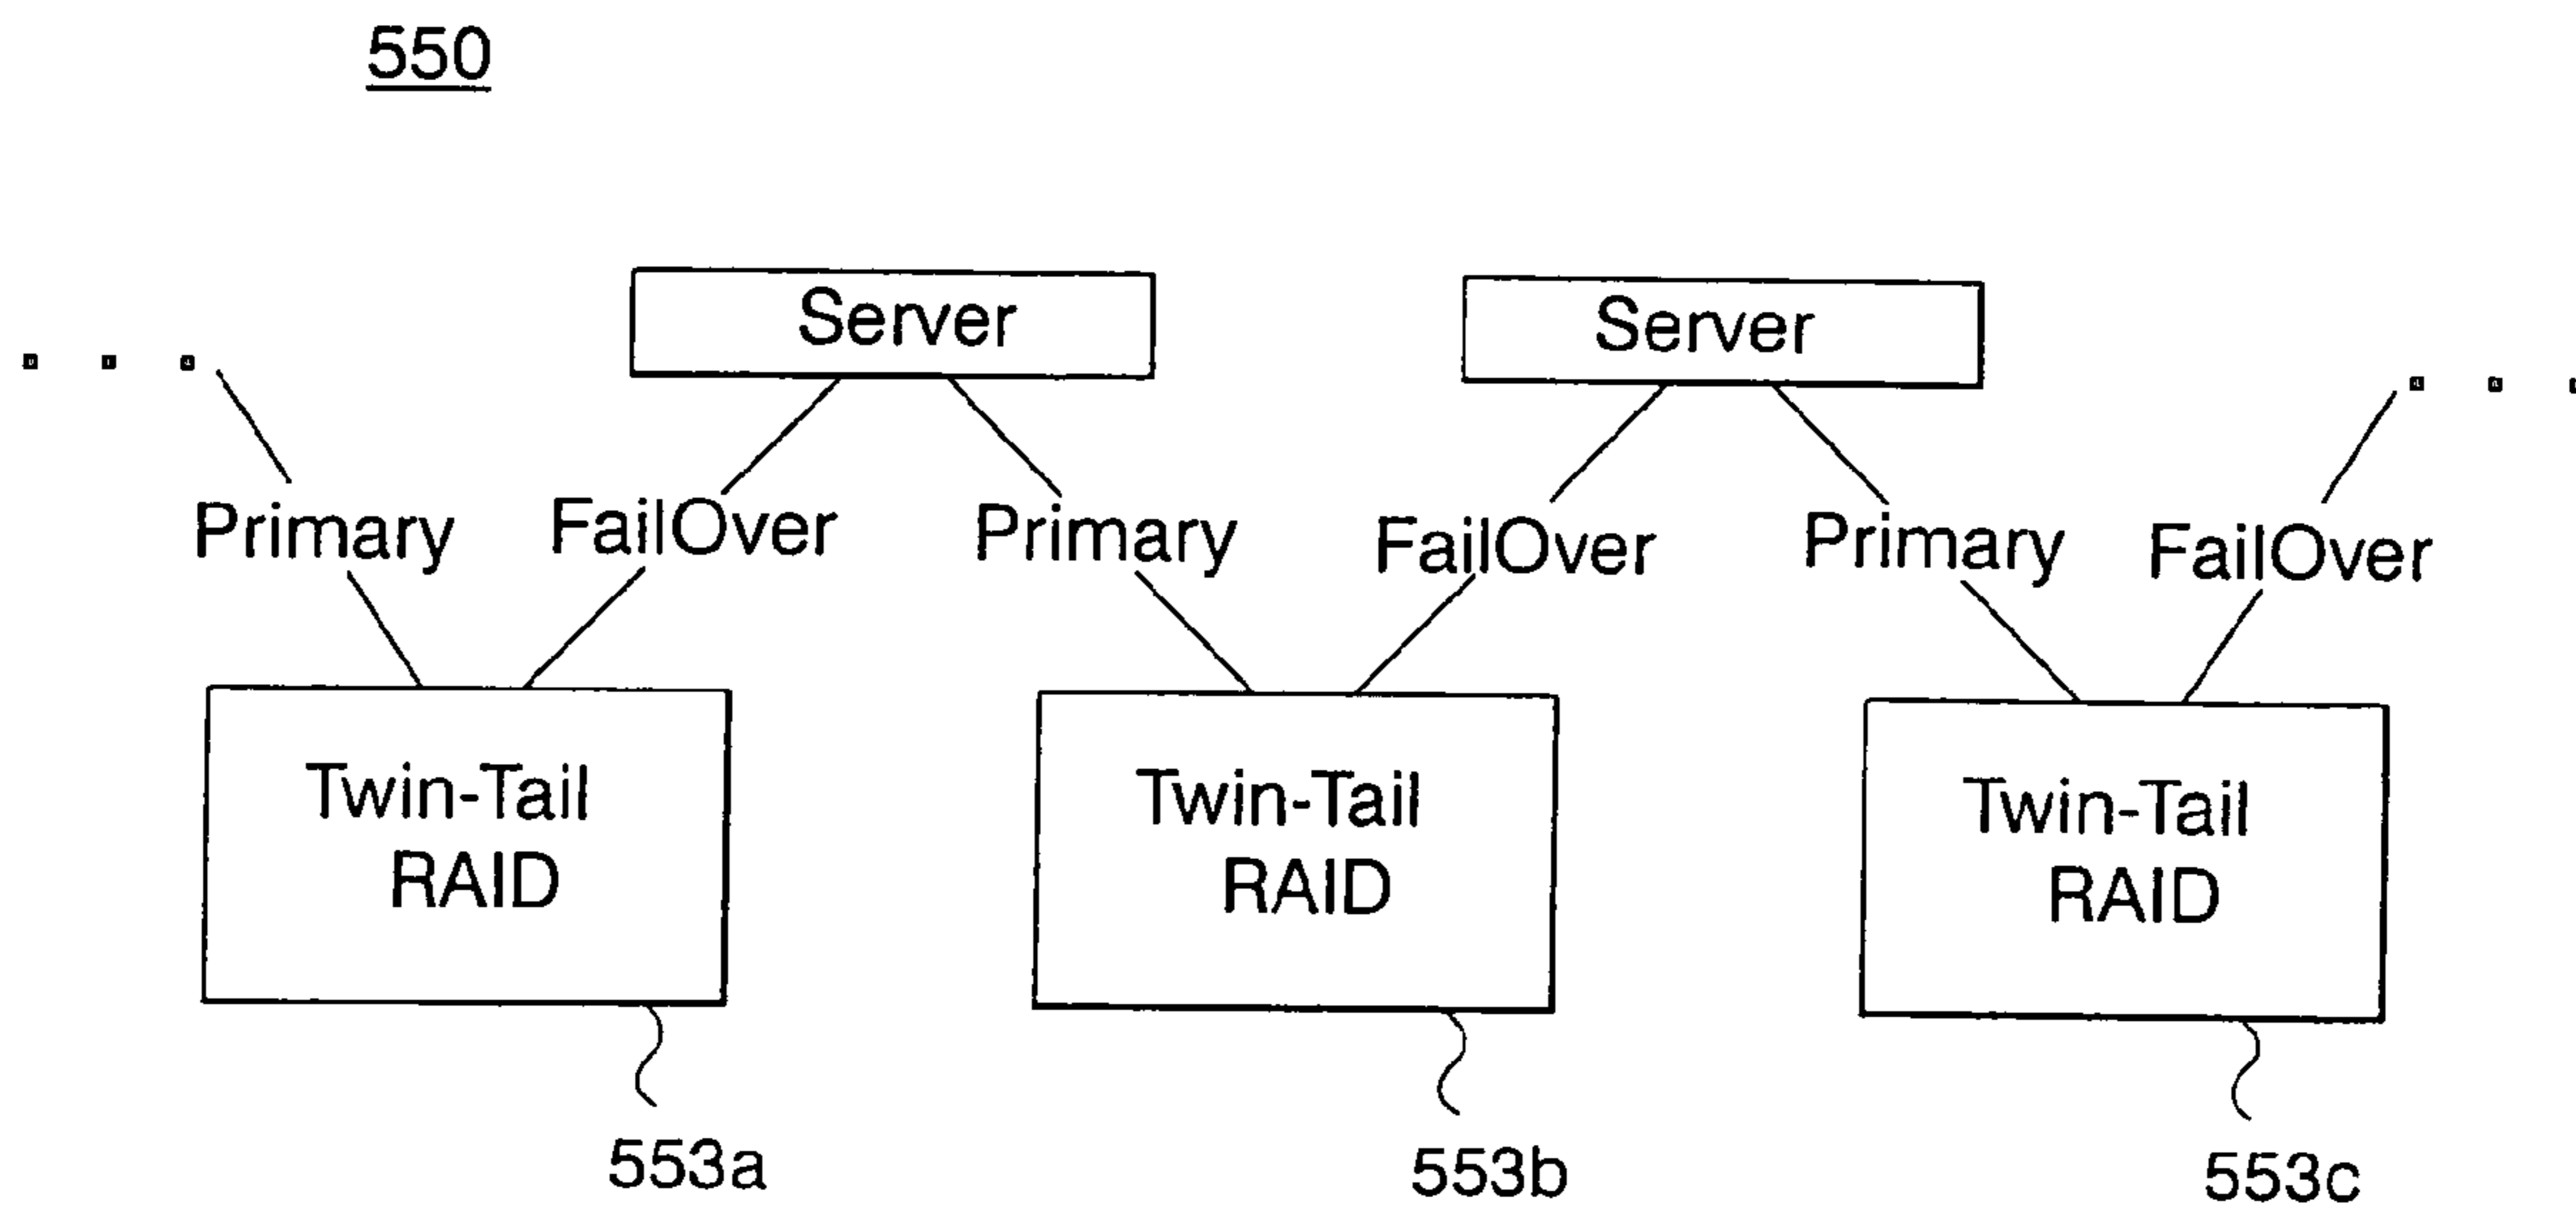 550
Server
Server
Primary
FailOver
Primary
FailOver
Primary
FailOver
Twin-Tail
RAID
Twin-Tail
RAID
Twin-Tail
RAID
553a
553b
553c